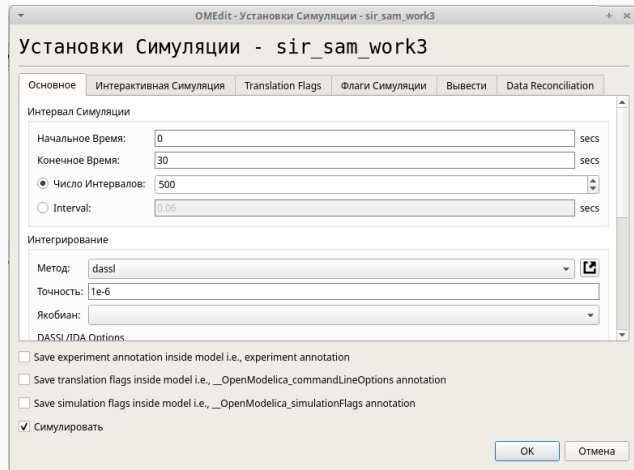 OMEdit - Установки Симуляции - sir_sam_work3
Установки Симуляции - sir_sam_work3
Основное Интерактивная Симуляция Translation Flags Флаги Симуляции Вывести Data Reconciliation
Интервал Симуляции
Начальное Время: 0 secs
Конечное Время: 30 secs
Число Интервалов: 500
Interval: 0.06 secs
Интегрирование
Метод: dassl
Точность: 1e-6
Якобиан:
DASSL/IDA Options
Save experiment annotation inside model i.e., experiment annotation
Save translation flags inside model i.e., __OpenModelica_commandLineOptions annotation
Save simulation flags inside model i.e., __OpenModelica_simulationFlags annotation
Симулировать
OK Отмена